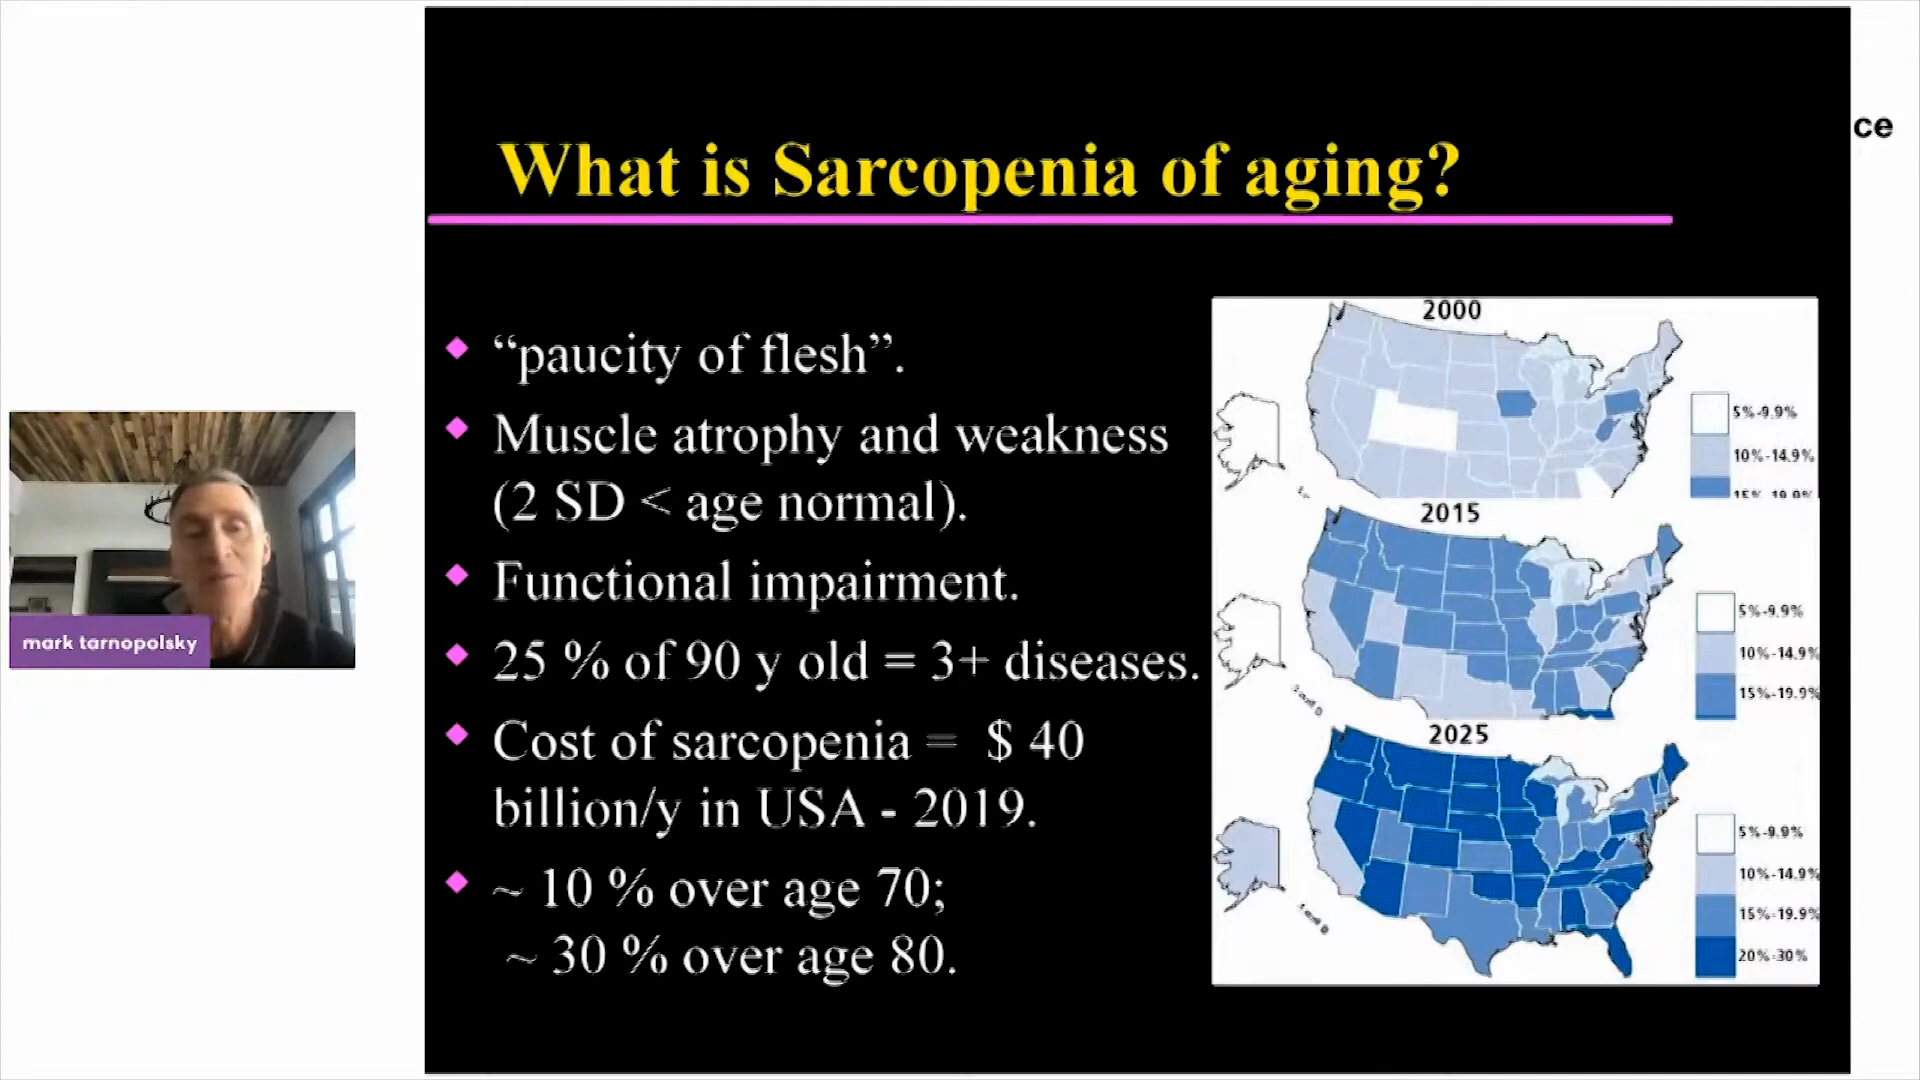 ce
What is Sarcopenia of aging?
“paucity of flesh”.
Muscle atrophy and weakness
(2 SD < age normal).
Functional impairment.
25 % of 90 y old = 3+ diseases.
Cost of sarcopenia = $ 40
billion/y in USA - 2019.
~ 10 % over age 70;
~ 30 % over age 80.
2000
5%-9.9%
10%-14.9%
15%-19.9%
2015
5%-9.9%
10%-14.9%
15%-19.9%
2025
5%-9.9%
10%-14.9%
15%-19.9%
20%-30%
mark tarnopolsky